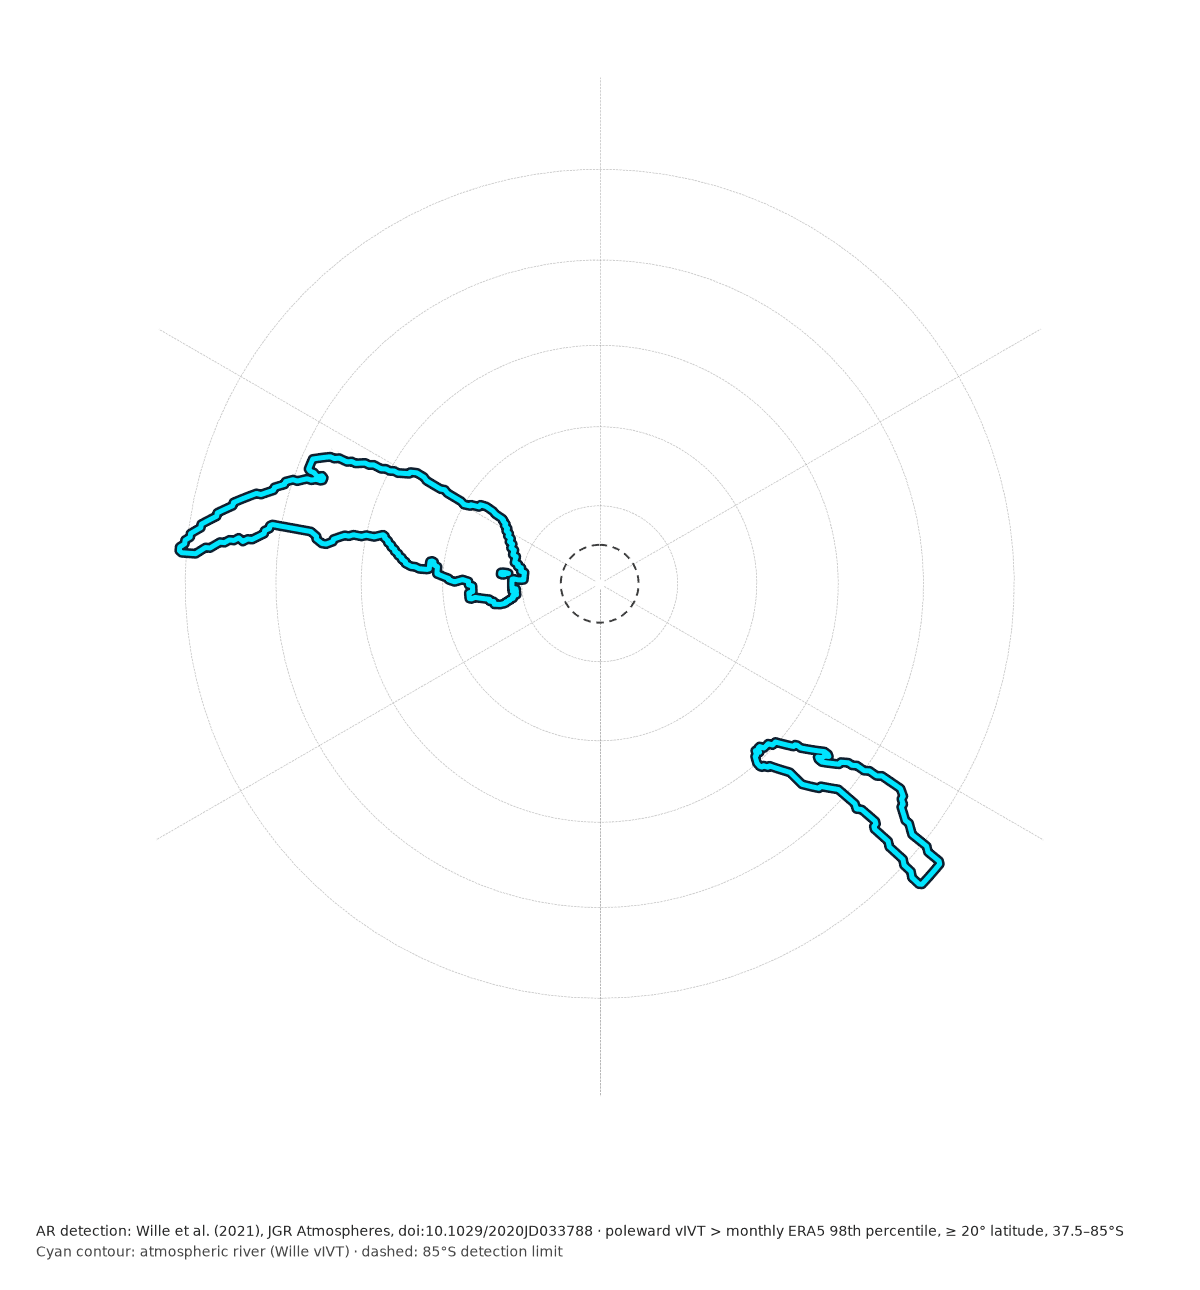 AR detection: Wille et al. (2021), JGR Atmospheres, doi:10.1029/2020JD033788 · poleward vIVT > monthly ERA5 98th percentile, ≥ 20° latitude, 37.5–85°S
Cyan contour: atmospheric river (Wille vIVT) · dashed: 85°S detection limit